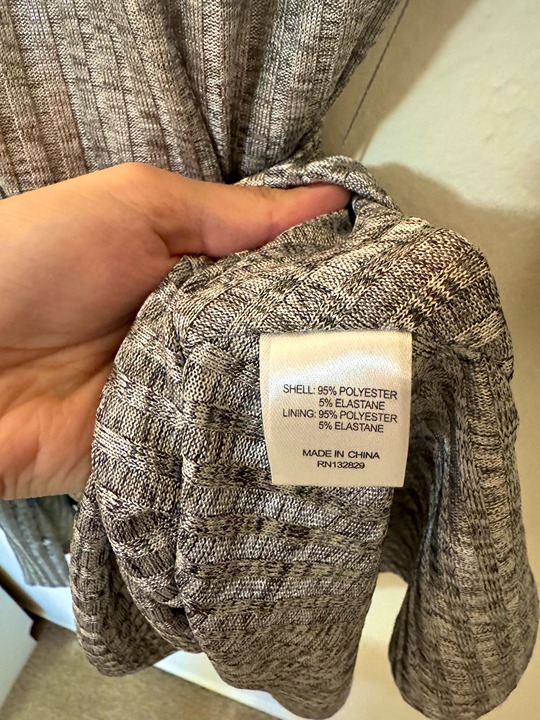 SHELL: 95% POLYESTER
5% ELASTANE
LINING: 95% POLYESTER
5% ELASTANE
MADE IN CHINA
RN132829